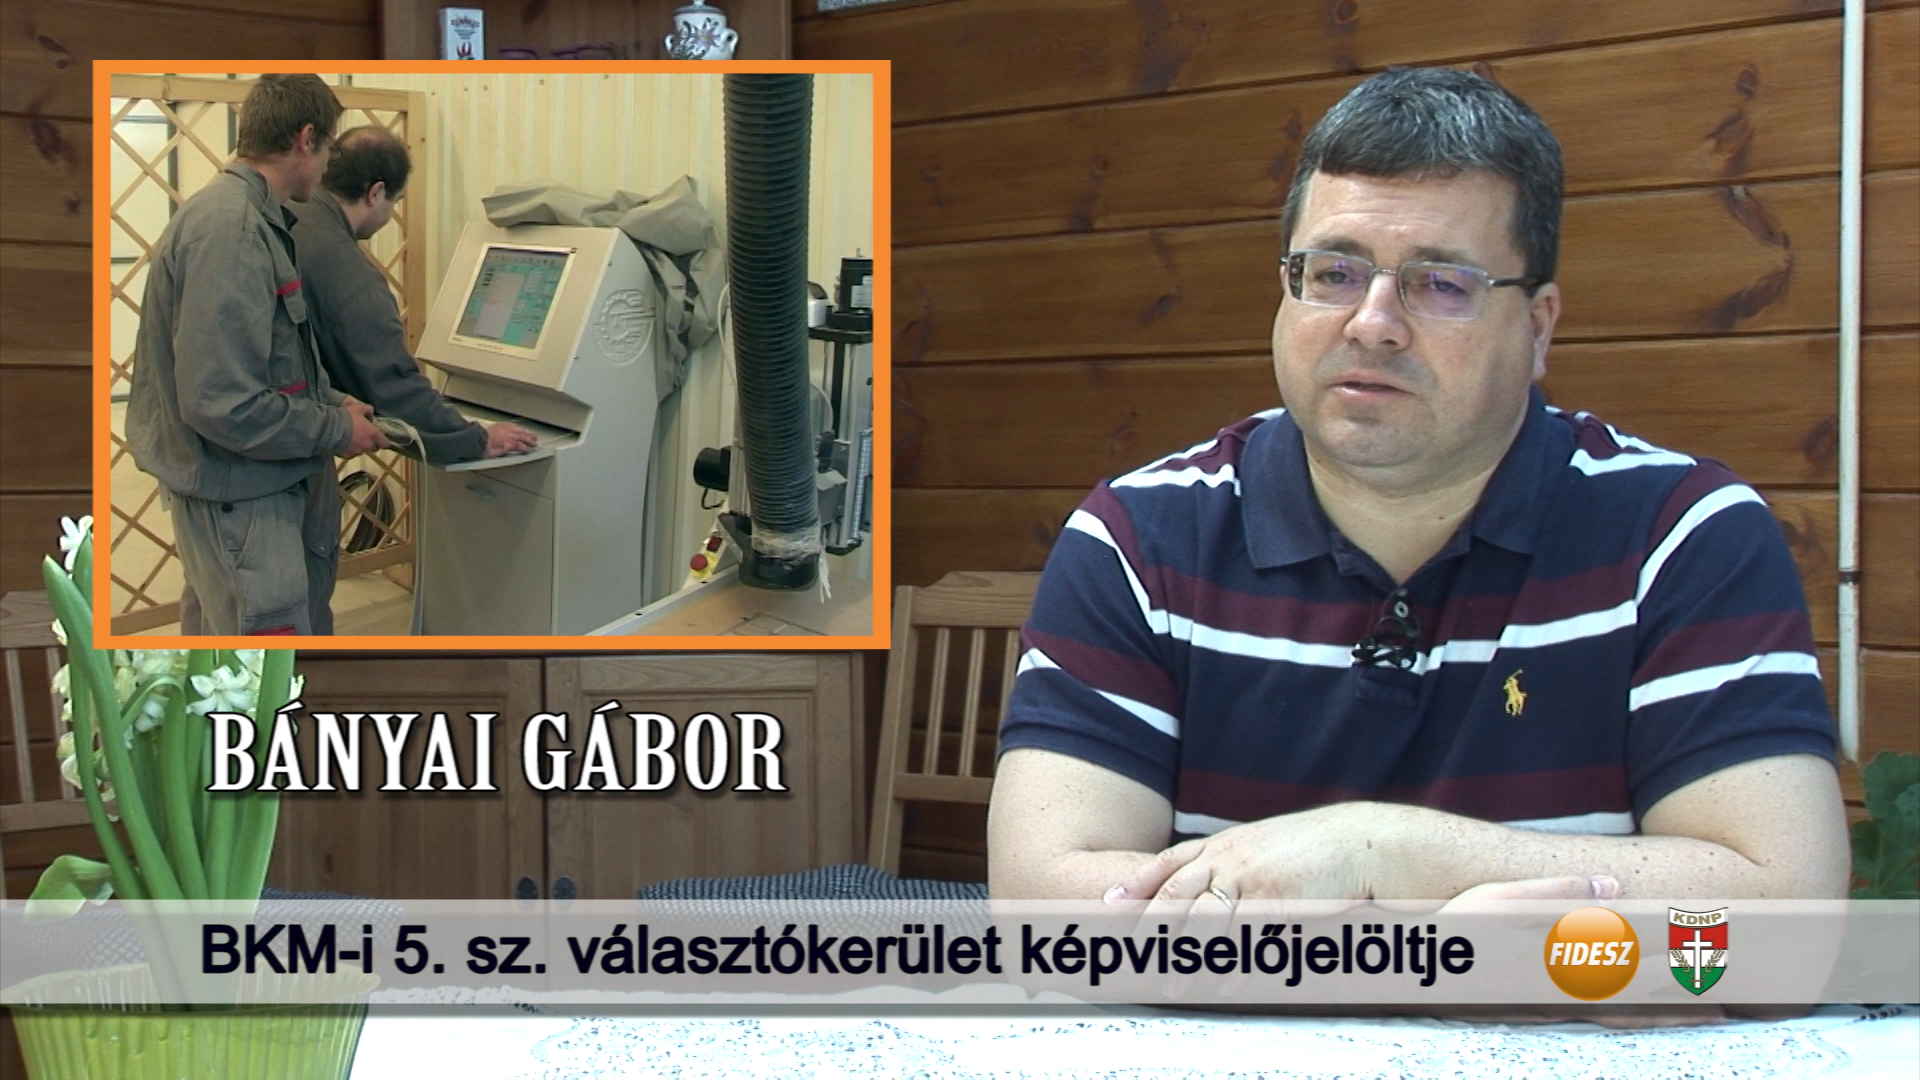 BÁNYAI GÁBOR
BKM-i 5. sz. választókerület képviselőjelöltje
FIDESZ
KDNP